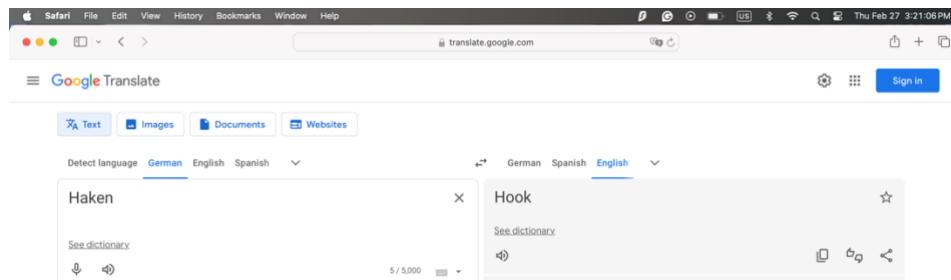 Safari File Edit View History Bookmarks Window Help US Thu Feb 27 3:21:06 PM
translate.google.com
Google Translate Sign in
Text Images Documents Websites
Detect language German English Spanish German Spanish English
Haken Hook
See dictionary
See dictionary
5 / 5,000